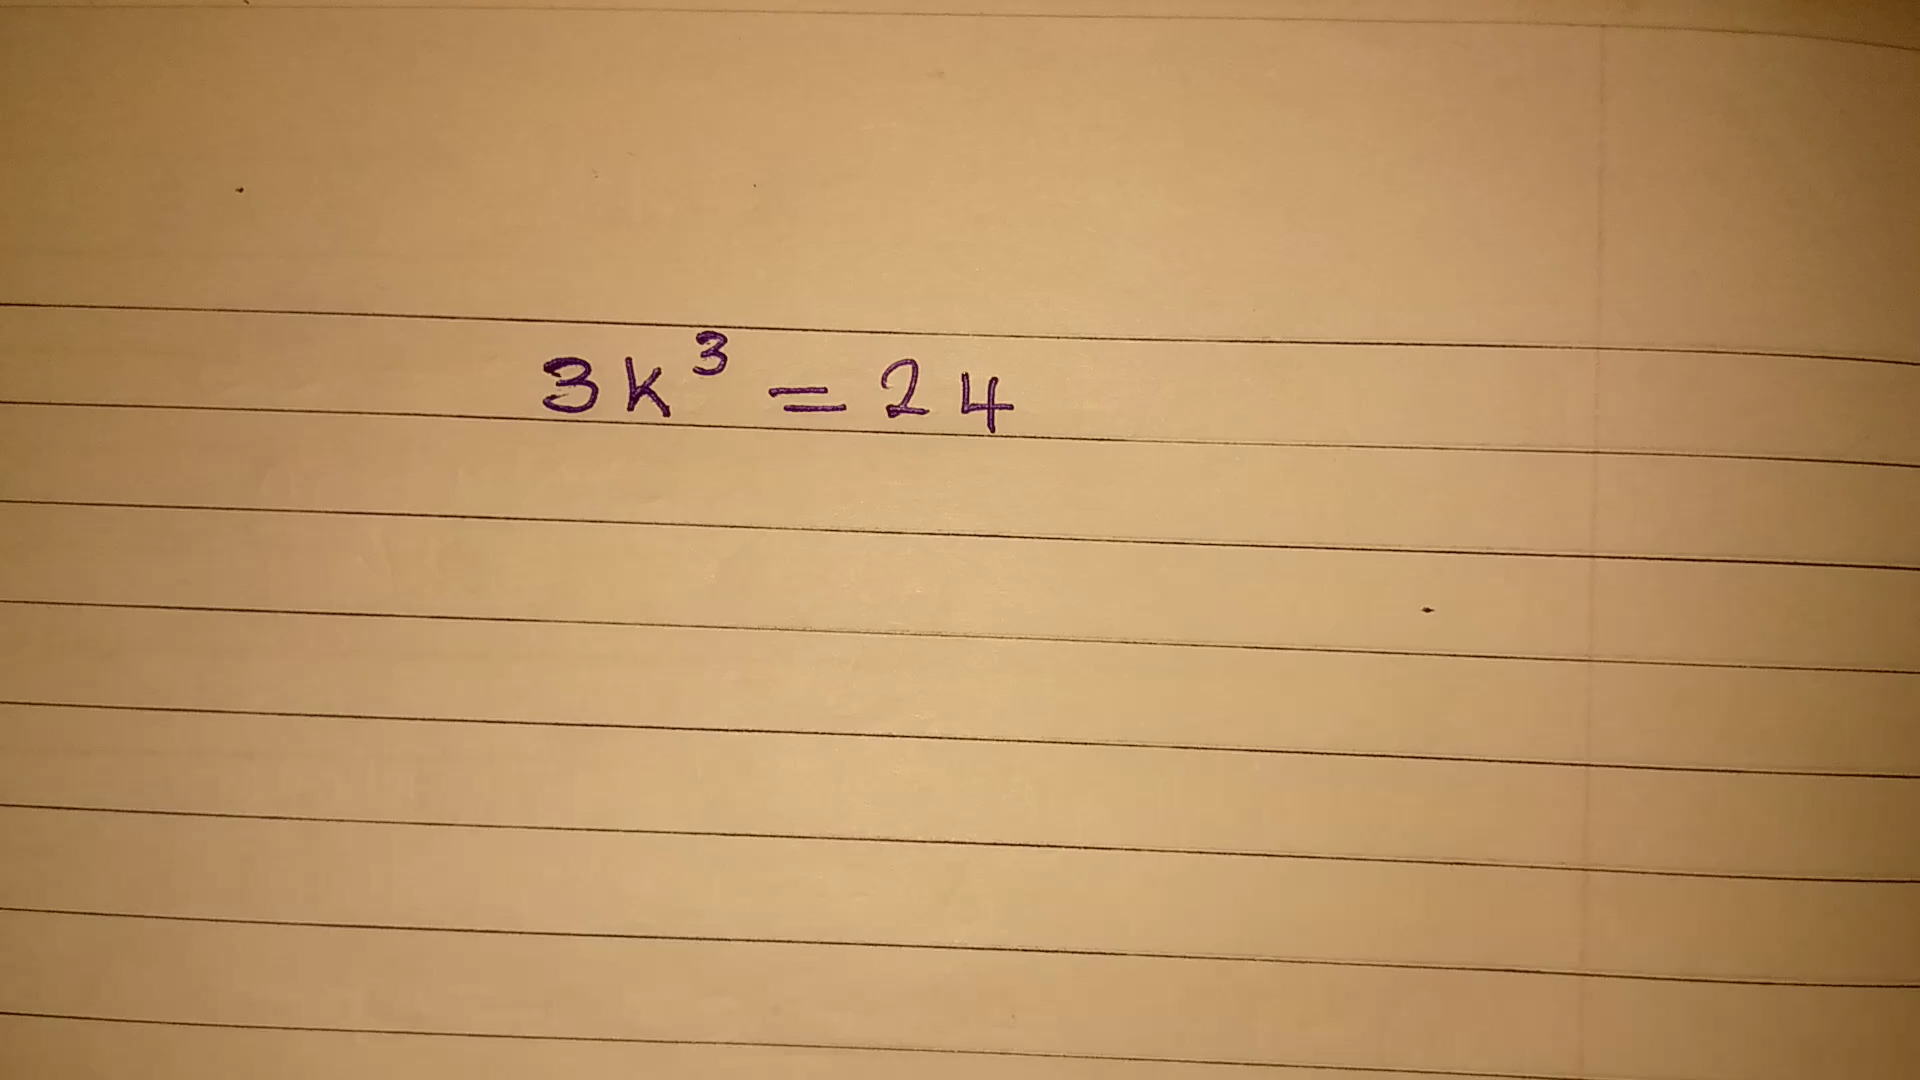 3k³ = 24